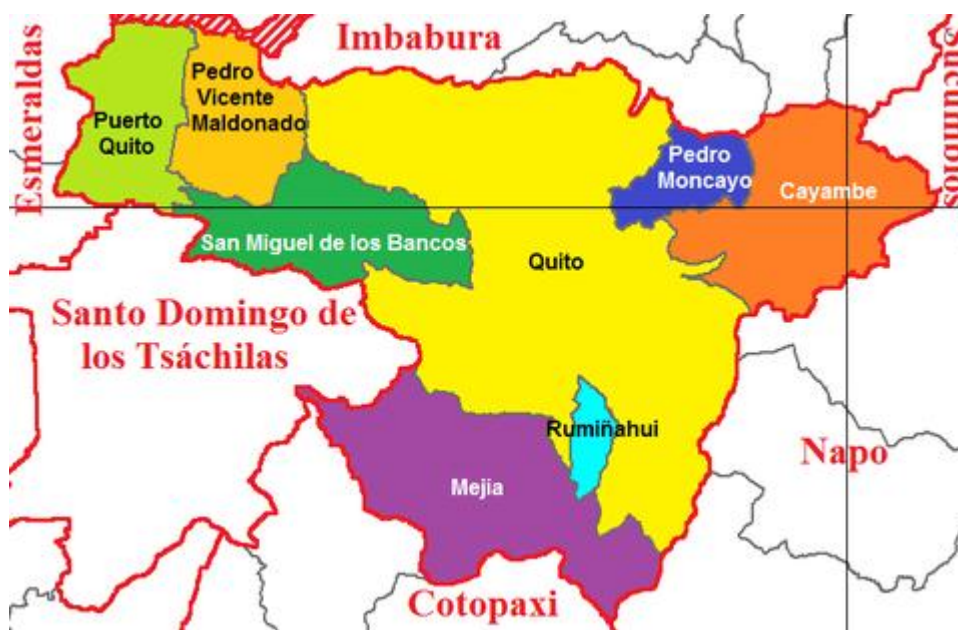 Imbabura
Esmeraldas
Sucumbíos
Pedro
Vicente
Maldonado
Puerto
Quito
Pedro
Moncayo
Cayambe
San Miguel de los Bancos
Quito
Santo Domingo de
los Tsáchilas
Rumiñahui
Napo
Mejia
Cotopaxi